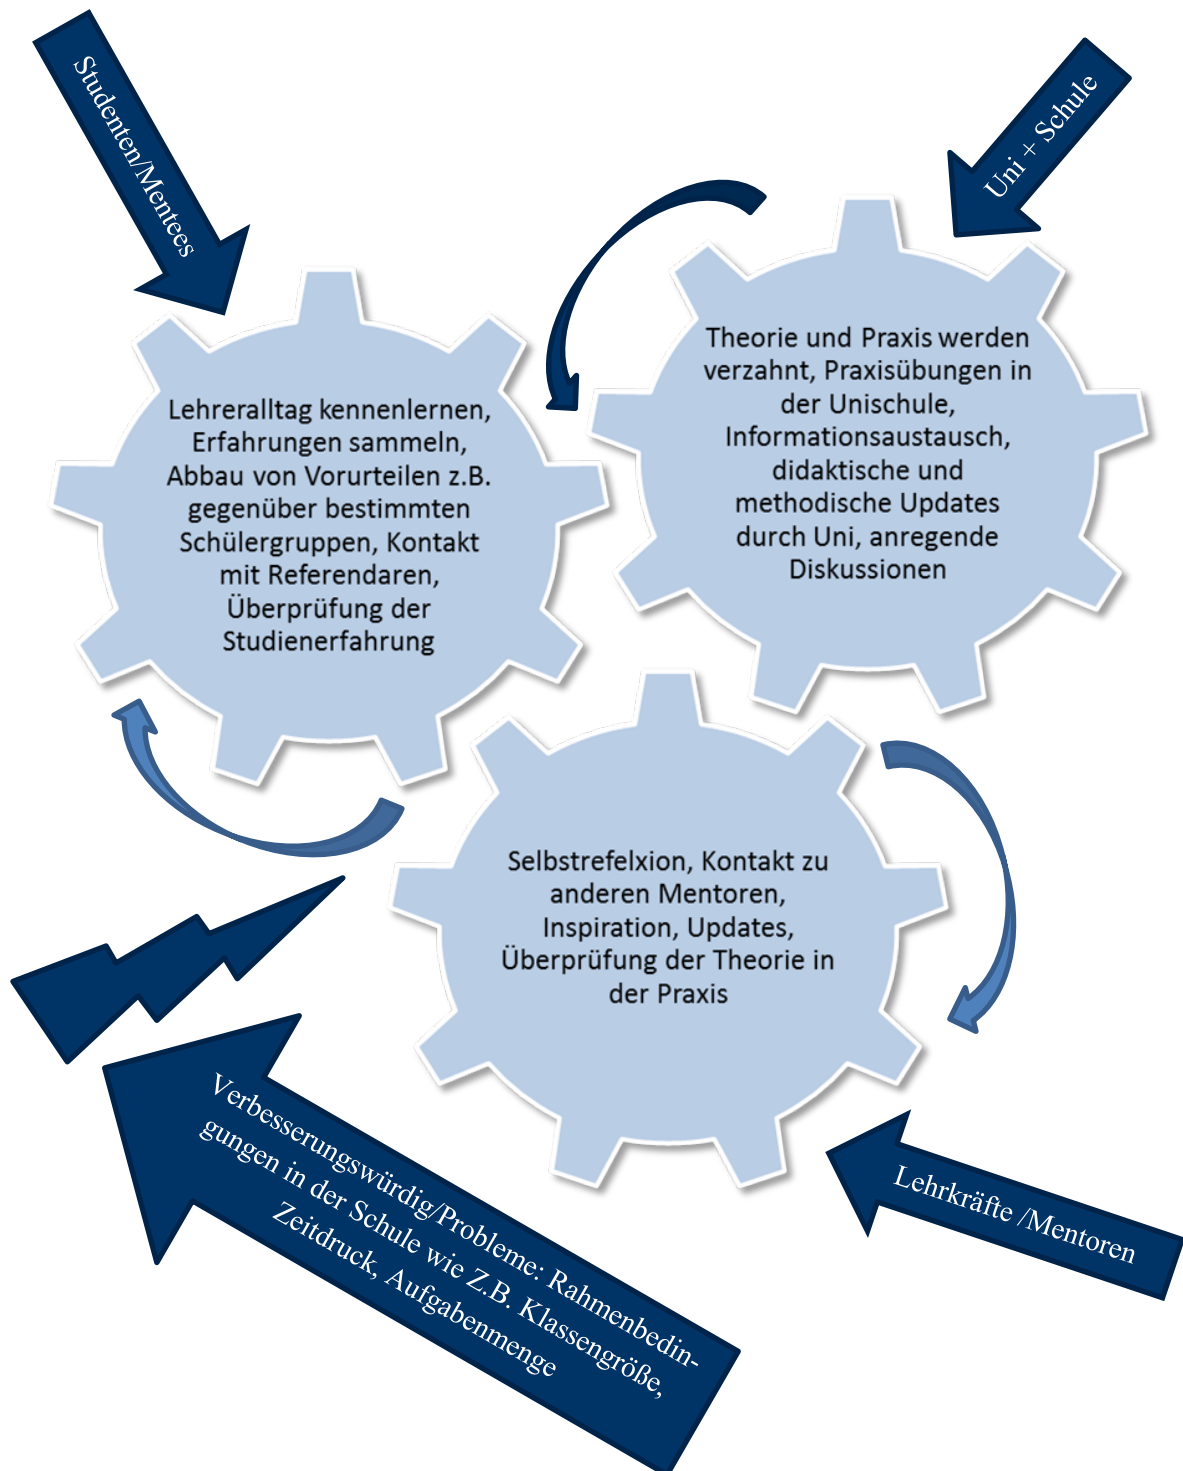 Studenten/Mentees
Uni + Schule
Lehreralltag kennenlernen,
Erfahrungen sammeln,
Abbau von Vorurteilen z.B.
gegenüber bestimmten
Schülergruppen, Kontakt
mit Referendaren,
Überprüfung der
Studienerfahrung
Theorie und Praxis werden
verzahnt, Praxisübungen in
der Unischule,
Informationsaustausch,
didaktische und
methodische Updates
durch Uni, anregende
Diskussionen
Selbstrefelxion, Kontakt zu
anderen Mentoren,
Inspiration, Updates,
Überprüfung der Theorie in
der Praxis
Verbesserungswürdig/Probleme: Rahmenbedin-
gungen in der Schule wie Z.B. Klassengröße,
Zeitdruck, Aufgabenmenge
Lehrkräfte /Mentoren